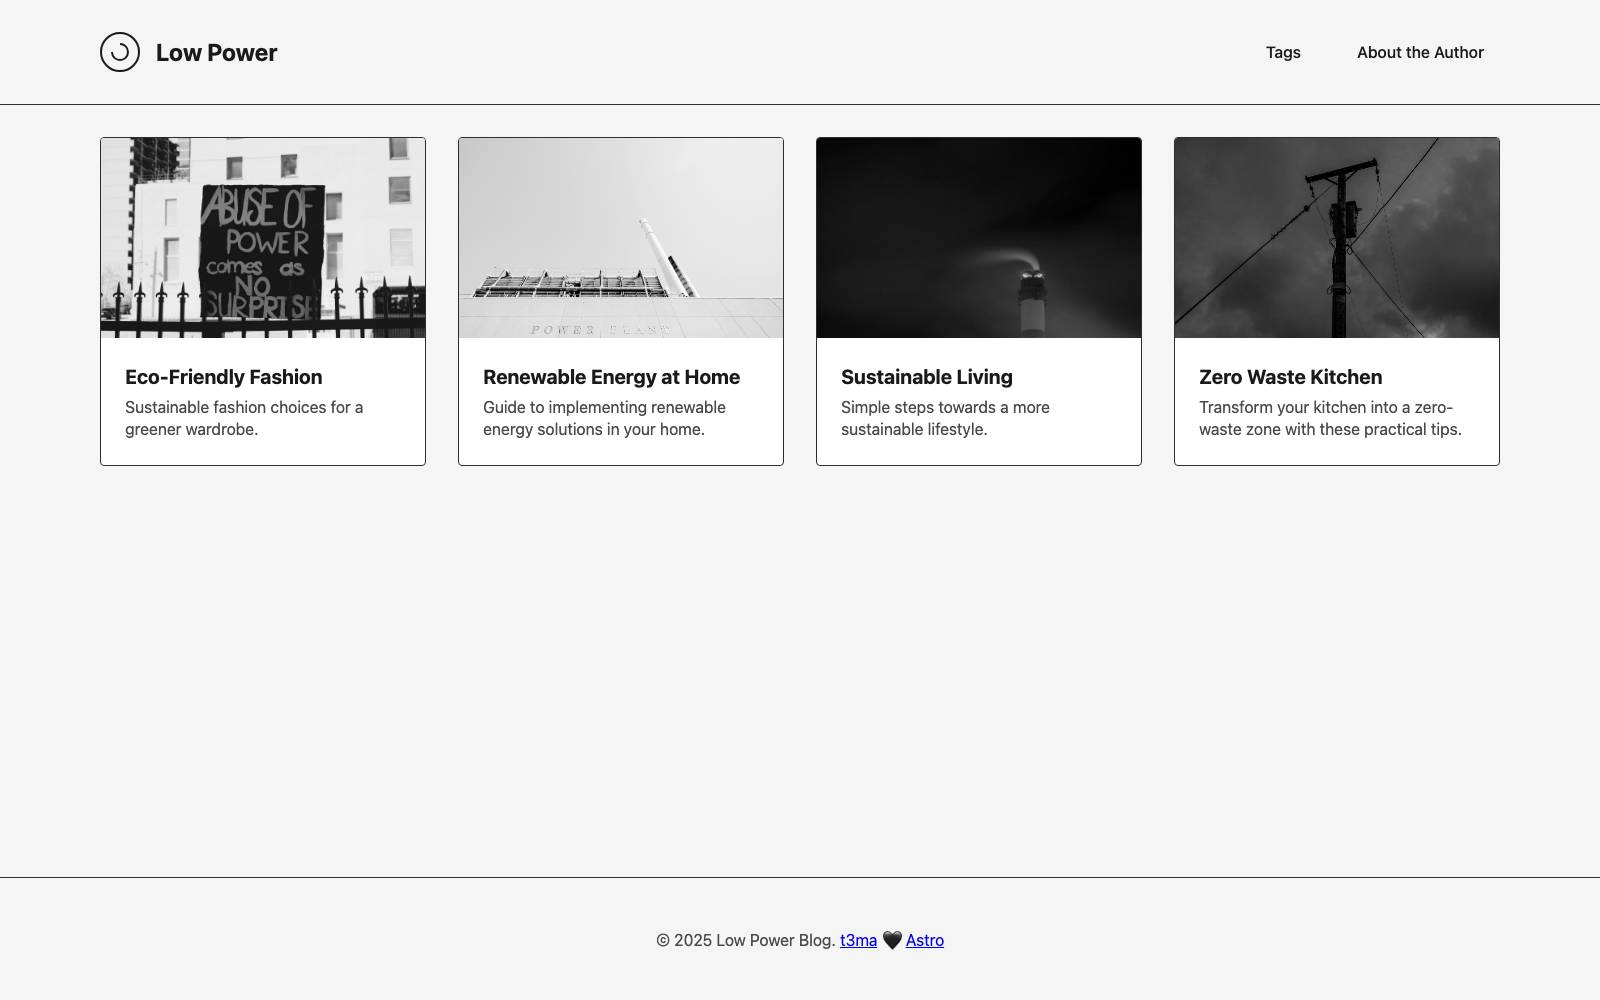 Low Power
Tags
About the Author
ABUSE OF
POWER
comes as
NO
SURPRISE
POWER PLANT
Eco-Friendly Fashion
Sustainable fashion choices for a
greener wardrobe.
Renewable Energy at Home
Guide to implementing renewable
energy solutions in your home.
Sustainable Living
Simple steps towards a more
sustainable lifestyle.
Zero Waste Kitchen
Transform your kitchen into a zero-
waste zone with these practical tips.
© 2025 Low Power Blog. t3ma 🖤 Astro